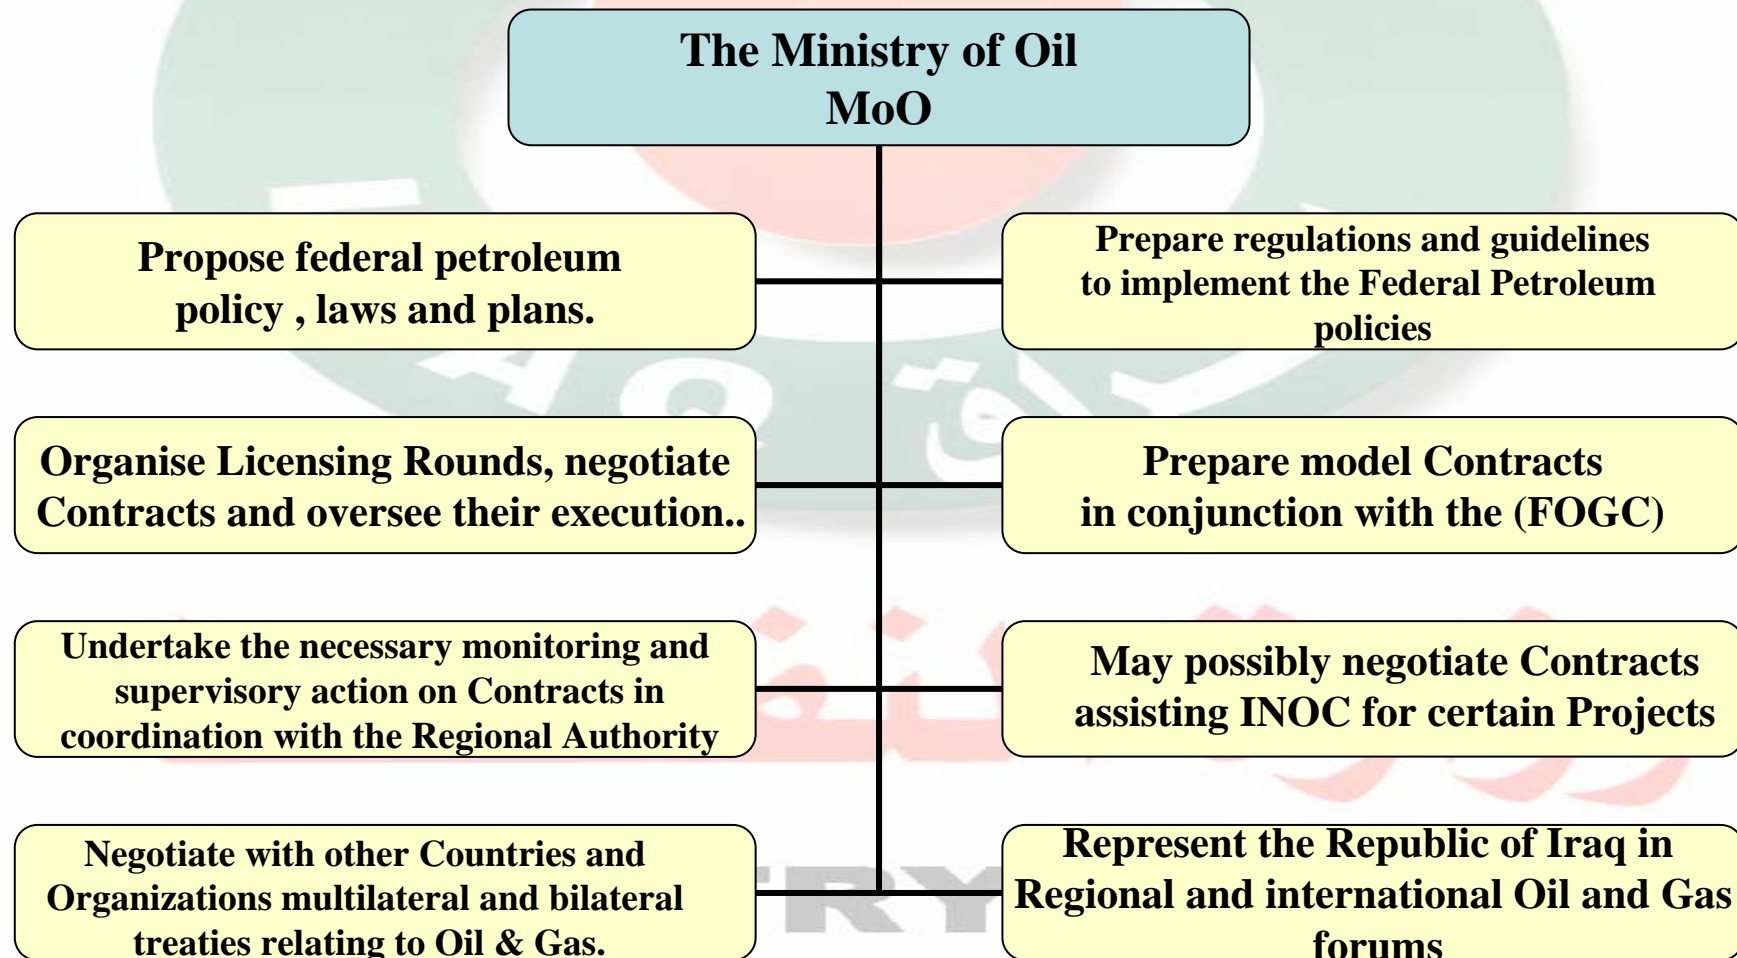 The Ministry of Oil
MoO
Propose federal petroleum
policy , laws and plans.
Prepare regulations and guidelines
to implement the Federal Petroleum
policies
Organise Licensing Rounds, negotiate
Contracts and oversee their execution..
Prepare model Contracts
in conjunction with the (FOGC)
Undertake the necessary monitoring and
supervisory action on Contracts in
coordination with the Regional Authority
May possibly negotiate Contracts
assisting INOC for certain Projects
Negotiate with other Countries and
Organizations multilateral and bilateral
treaties relating to Oil & Gas.
Represent the Republic of Iraq in
Regional and international Oil and Gas
forums